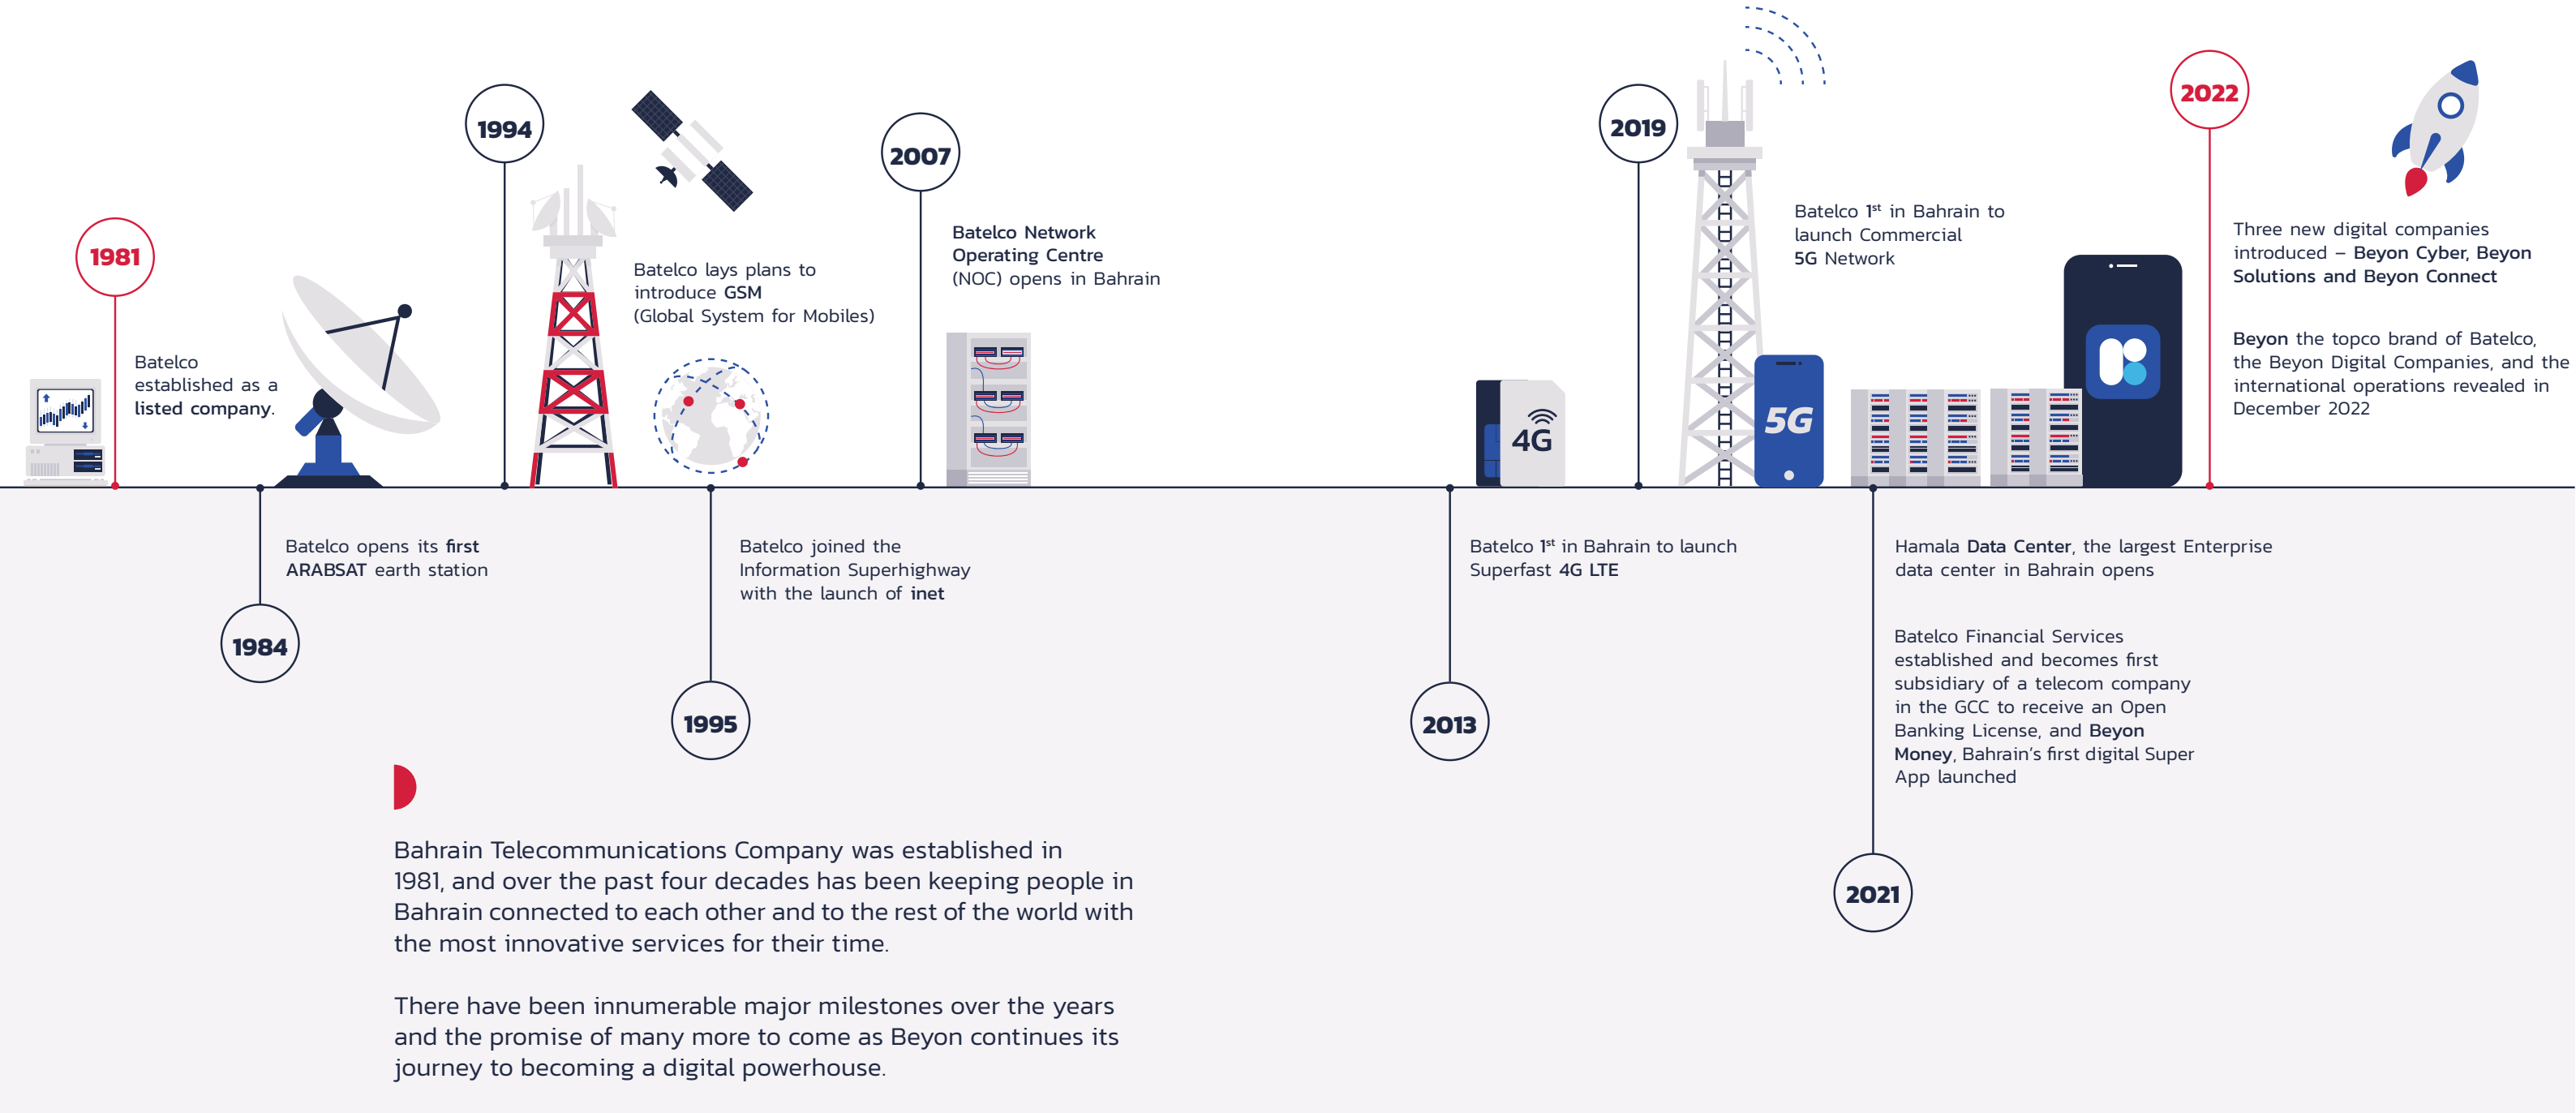 1981
Batelco
established as a
listed company.
1984
Batelco opens its first
ARABSAT earth station
1994
Batelco lays plans to
introduce GSM
(Global System for Mobiles)
1995
Batelco joined the
Information Superhighway
with the launch of inet
2007
Batelco Network
Operating Centre
(NOC) opens in Bahrain
2013
4G
Batelco 1st in Bahrain to launch
Superfast 4G LTE
2019
Batelco 1st in Bahrain to
launch Commercial
5G Network
5G
2021
Hamala Data Center, the largest Enterprise
data center in Bahrain opens
Batelco Financial Services
established and becomes first
subsidiary of a telecom company
in the GCC to receive an Open
Banking License, and Beyon
Money, Bahrain's first digital Super
App launched
2022
Three new digital companies
introduced – Beyon Cyber, Beyon
Solutions and Beyon Connect
Beyon the topco brand of Batelco,
the Beyon Digital Companies, and the
international operations revealed in
December 2022
Bahrain Telecommunications Company was established in
1981, and over the past four decades has been keeping people in
Bahrain connected to each other and to the rest of the world with
the most innovative services for their time.
There have been innumerable major milestones over the years
and the promise of many more to come as Beyon continues its
journey to becoming a digital powerhouse.